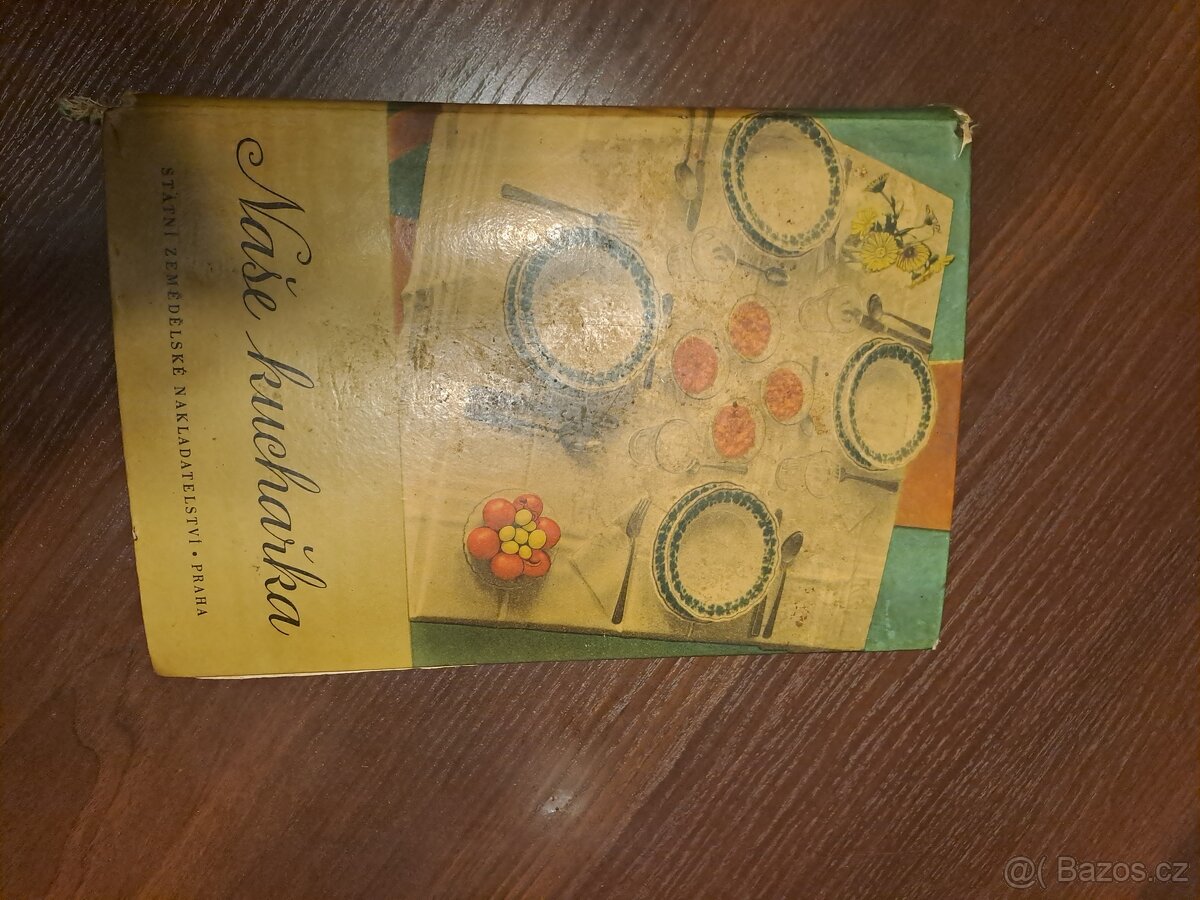 Naše kuchařka
STÁTNÍ ZEMĚDĚLSKÉ NAKLADATELSTVÍ • PRAHA
@( Bazos.cz